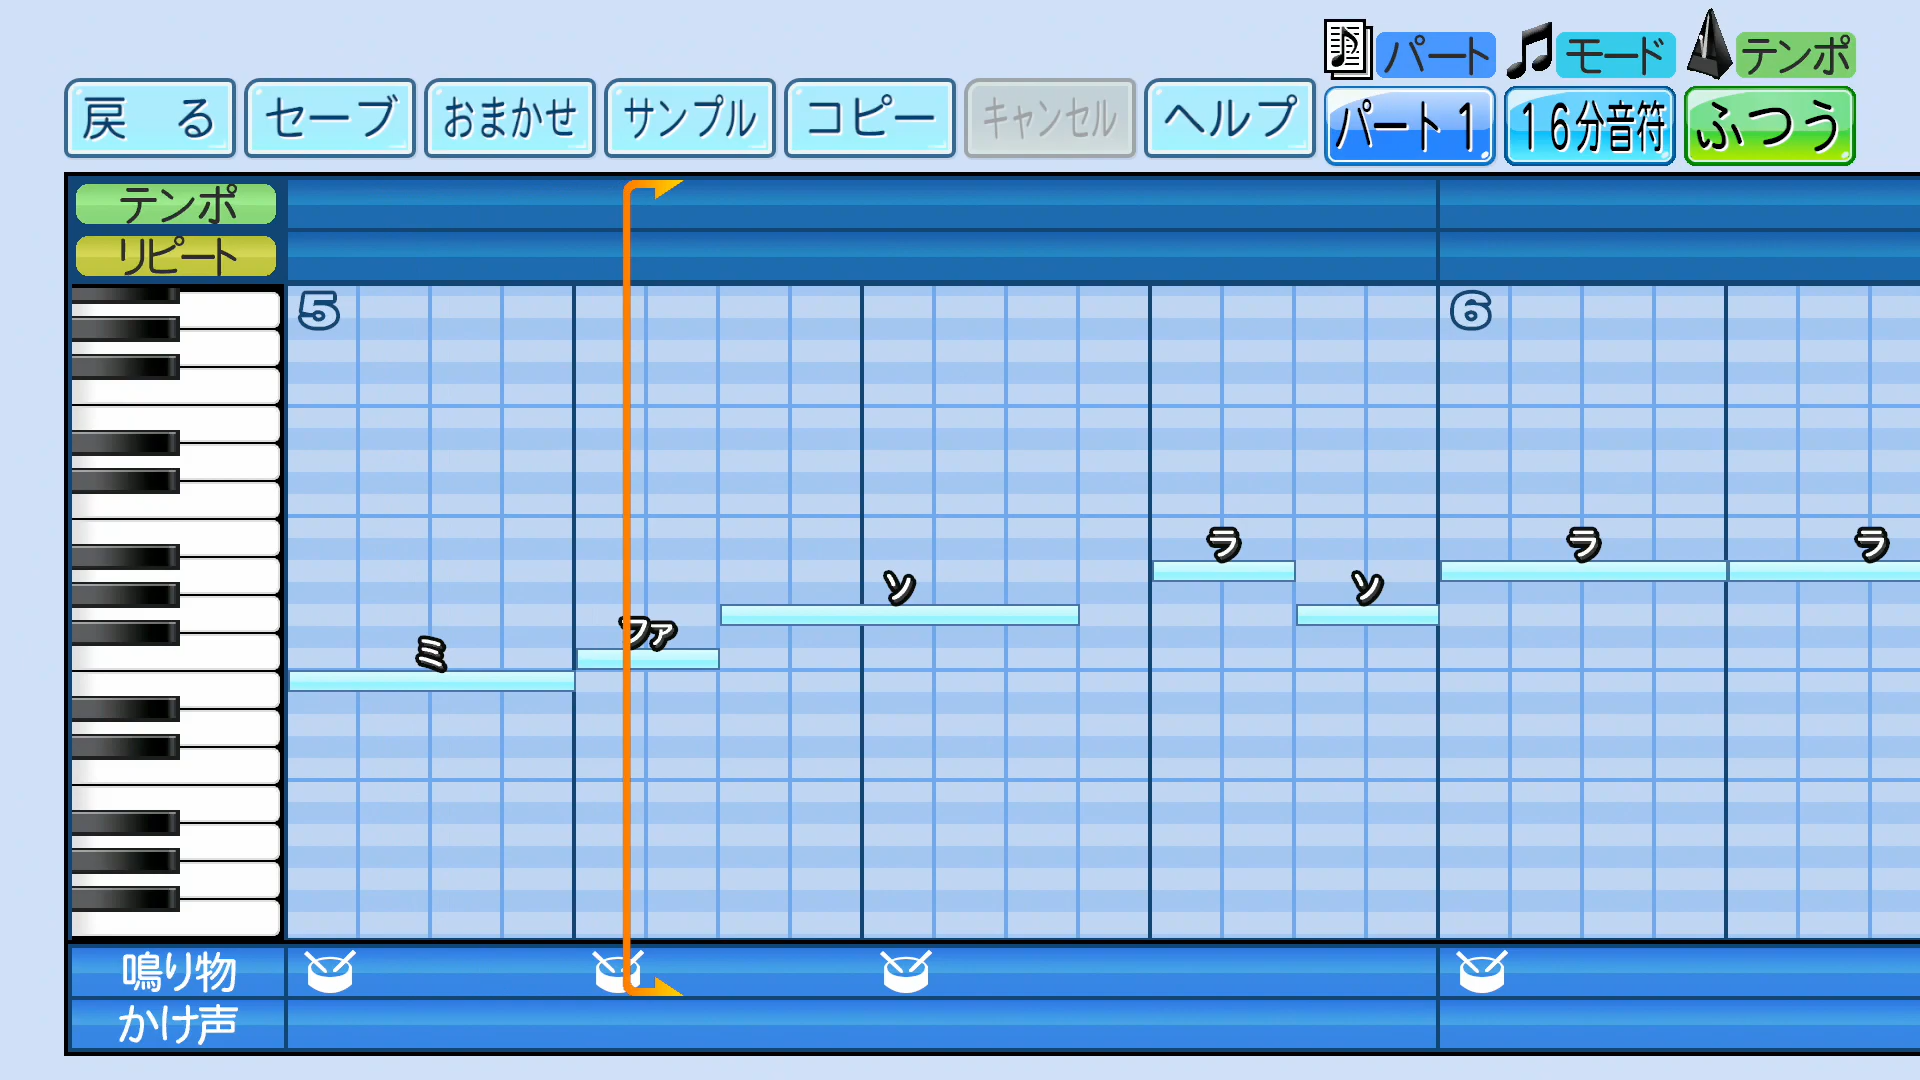 パート モード テンポ
戻 る セーブ おまかせ サンプル コピー キャンセル ヘルプ パート1 16分音符 ふつう
テンポ
リピート
5 6
ラ ラ ラ
ソ ソ
ファ
ミ
鳴り物
かけ声